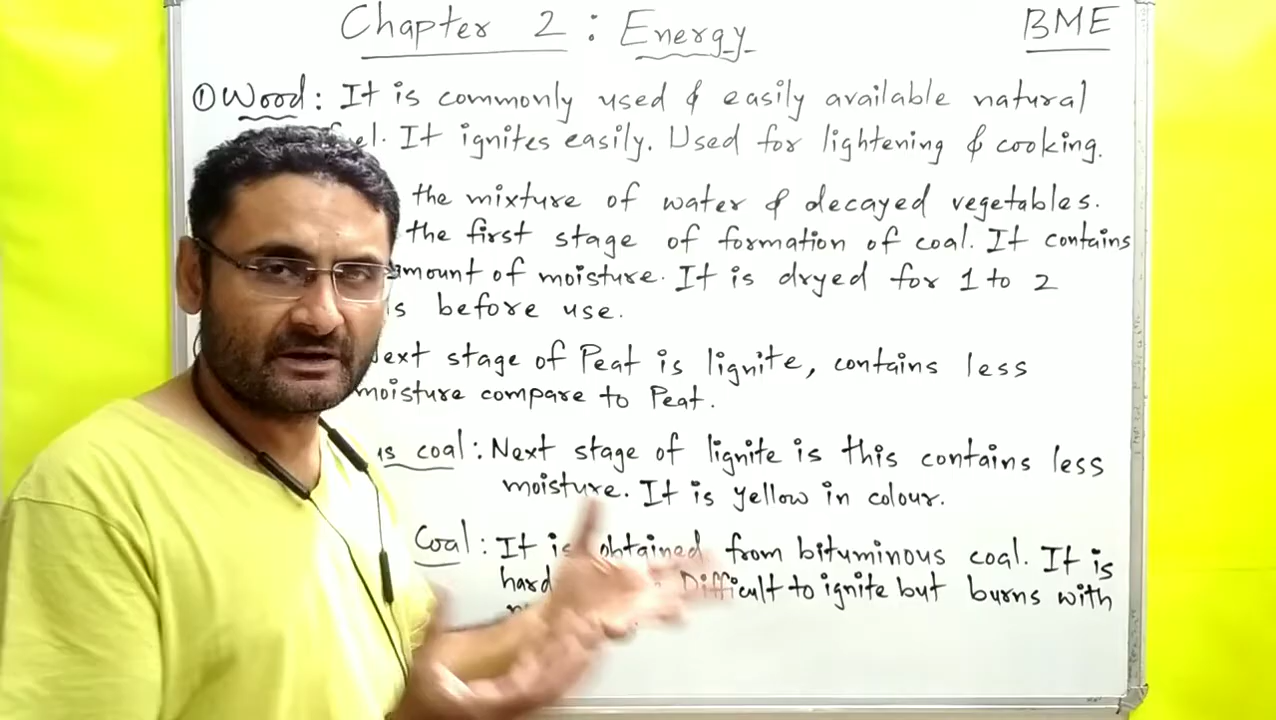 Chapter 2 : Energy
BME
① Wood : It is commonly used & easily available natural
fuel. It ignites easily. Used for lightening & cooking.
the mixture of water & decayed vegetables.
the first stage of formation of coal. It contains
amount of moisture. It is dryed for 1 to 2
before use.
Next stage of Peat is lignite, contains less
moisture compare to Peat.
coal : Next stage of lignite is this contains less
moisture. It is yellow in colour.
Coal : It is obtained from bituminous coal. It is
hard Difficult to ignite but burns with